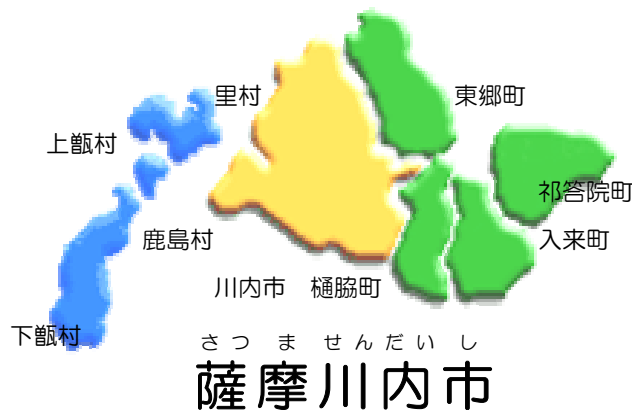 里村
東郷町
上甑村
祁答院町
鹿島村
入来町
川内市 樋脇町
下甑村
さつ ま せんだい し
薩摩川内市